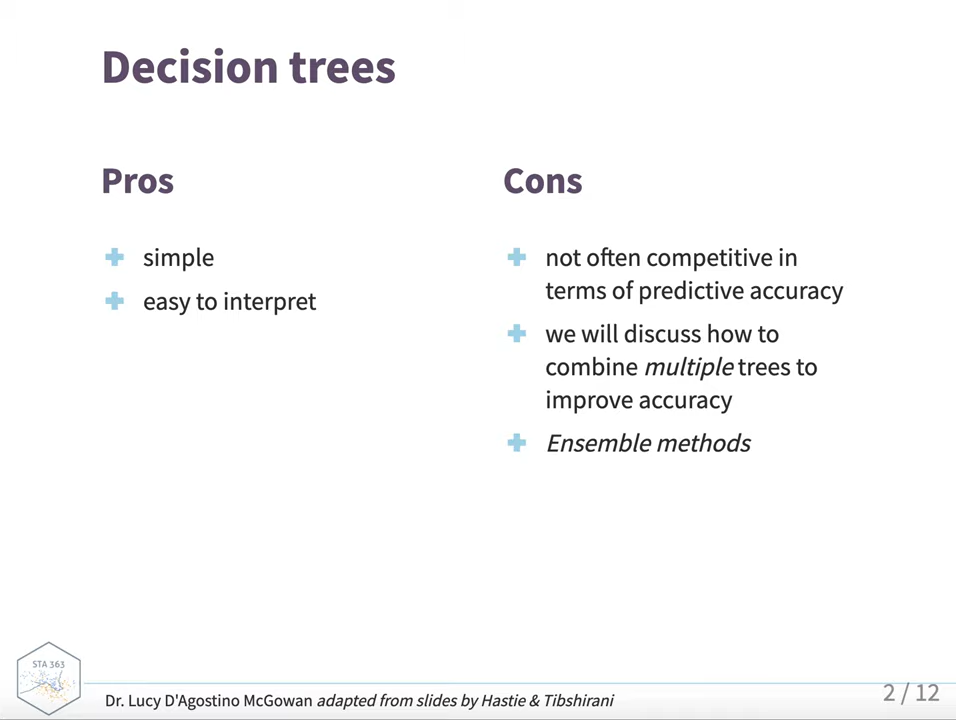 Decision trees
Pros
simple
easy to interpret
Cons
not often competitive in
terms of predictive accuracy
we will discuss how to
combine multiple trees to
improve accuracy
Ensemble methods
STA 363
Dr. Lucy D'Agostino McGowan adapted from slides by Hastie & Tibshirani
2 / 12